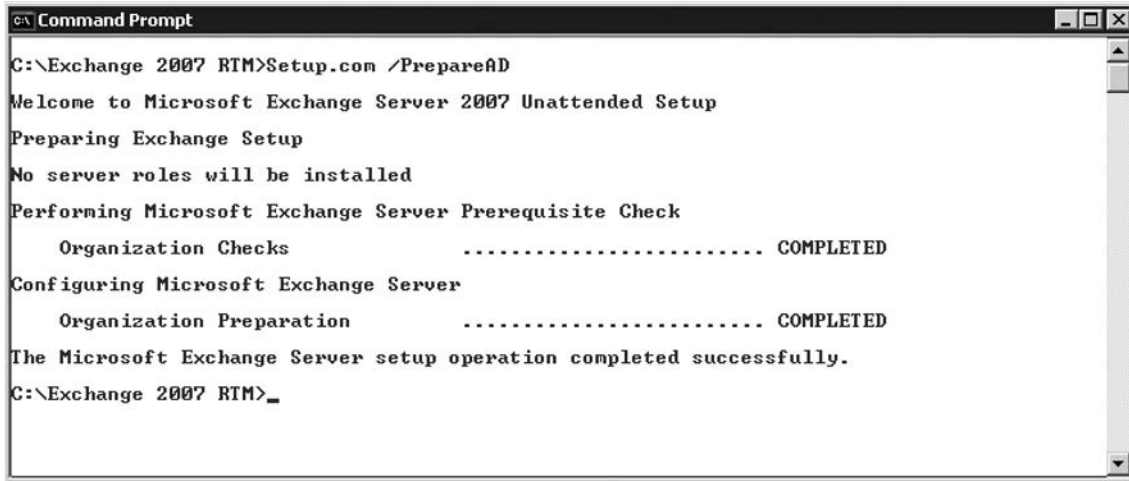 Command Prompt
C:\Exchange 2007 RTM>Setup.com /PrepareAD
Welcome to Microsoft Exchange Server 2007 Unattended Setup
Preparing Exchange Setup
No server roles will be installed
Performing Microsoft Exchange Server Prerequisite Check
Organization Checks ......................... COMPLETED
Configuring Microsoft Exchange Server
Organization Preparation ......................... COMPLETED
The Microsoft Exchange Server setup operation completed successfully.
C:\Exchange 2007 RTM>_